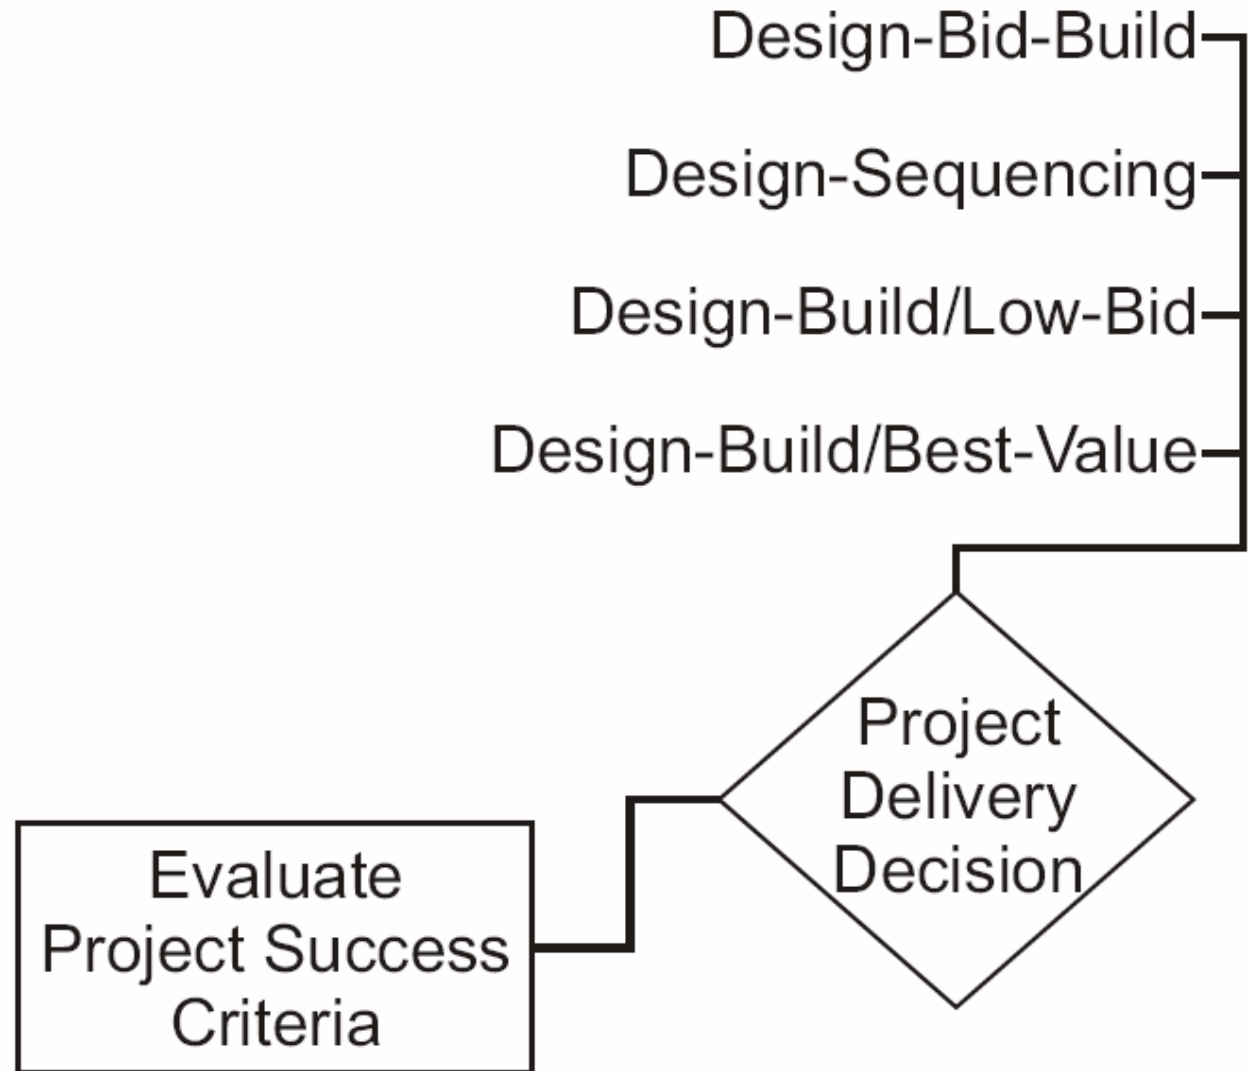 Design-Bid-Build
Design-Sequencing
Design-Build/Low-Bid
Design-Build/Best-Value
Project
Delivery
Decision
Evaluate
Project Success
Criteria